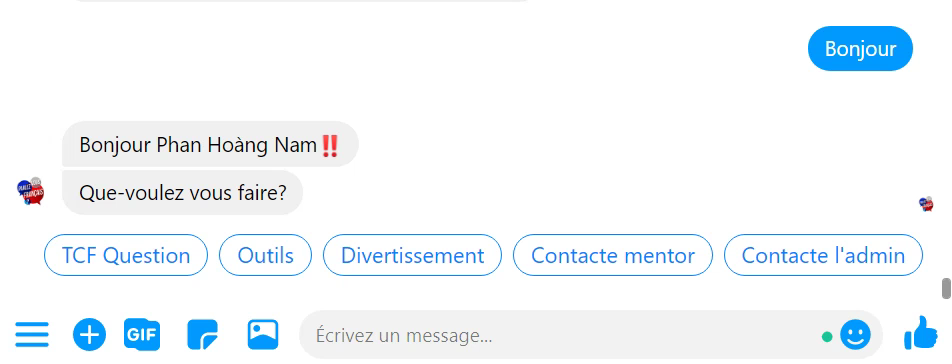 Bonjour
Bonjour Phan Hoàng Nam‼️
Que-voulez vous faire?
TCF Question Outils Divertissement Contacte mentor Contacte l'admin
GIF Écrivez un message...